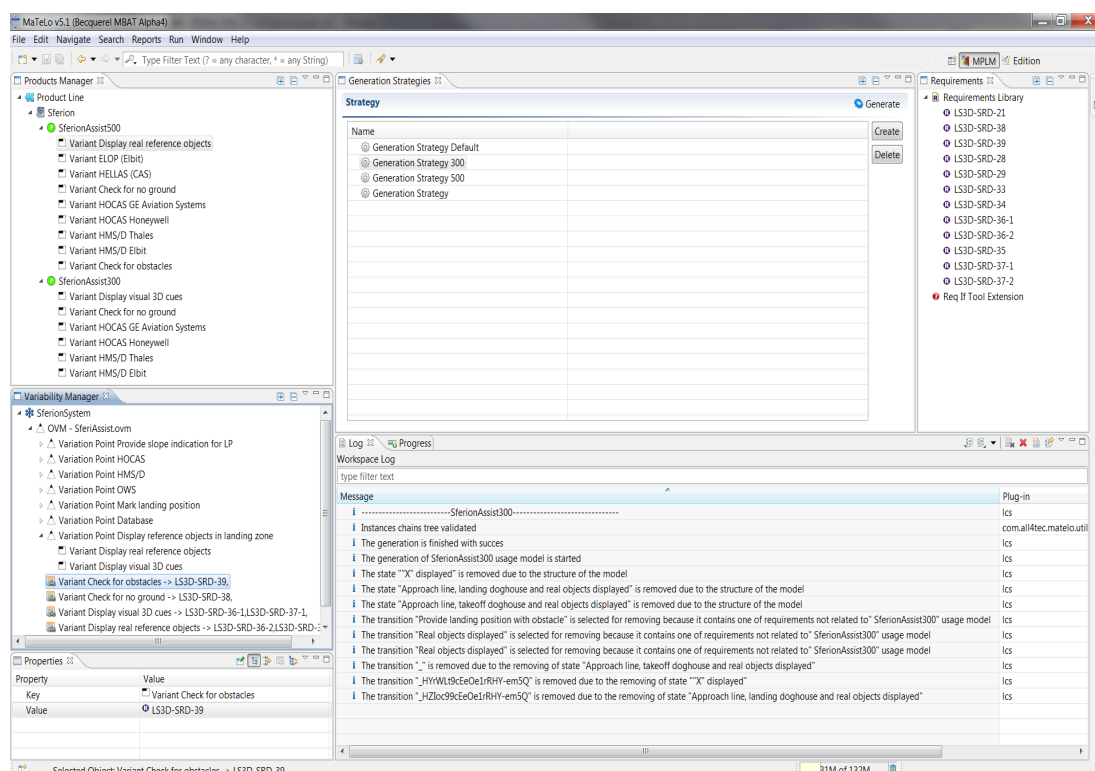 MaTeLo v5.1 (Becquerel MBAT Alpha4)
File Edit Navigate Search Reports Run Window Help
Type Filter Text (? = any character, * = any String)
MPLM Edition
Products Manager
Product Line
Sferion
SferionAssist500
Variant Display real reference objects
Variant ELOP (Elbit)
Variant HELLAS (CAS)
Variant Check for no ground
Variant HOCAS GE Aviation Systems
Variant HOCAS Honeywell
Variant HMS/D Thales
Variant HMS/D Elbit
Variant Check for obstacles
SferionAssist300
Variant Display visual 3D cues
Variant Check for no ground
Variant HOCAS GE Aviation Systems
Variant HOCAS Honeywell
Variant HMS/D Thales
Variant HMS/D Elbit
Generation Strategies
Strategy
Generate
Name
Create
Delete
Generation Strategy Default
Generation Strategy 300
Generation Strategy 500
Generation Strategy
Requirements
Requirements Library
LS3D-SRD-21
LS3D-SRD-38
LS3D-SRD-39
LS3D-SRD-28
LS3D-SRD-29
LS3D-SRD-33
LS3D-SRD-34
LS3D-SRD-36-1
LS3D-SRD-36-2
LS3D-SRD-35
LS3D-SRD-37-1
LS3D-SRD-37-2
Req If Tool Extension
Variability Manager
SferionSystem
OVM - SferiAssist.ovm
Variation Point Provide slope indication for LP
Variation Point HOCAS
Variation Point HMS/D
Variation Point OWS
Variation Point Mark landing position
Variation Point Database
Variation Point Display reference objects in landing zone
Variant Display real reference objects
Variant Display visual 3D cues
Variant Check for obstacles -> LS3D-SRD-39,
Variant Check for no ground -> LS3D-SRD-38,
Variant Display visual 3D cues -> LS3D-SRD-36-1,LS3D-SRD-37-1,
Variant Display real reference objects -> LS3D-SRD-36-2,LS3D-SRD-3
Properties
Property Value
Key Variant Check for obstacles
Value LS3D-SRD-39
Log Progress
Workspace Log
type filter text
Message Plug-in
--------------------------SferionAssist300------------------------------- lcs
Instances chains tree validated com.all4tec.matelo.util
The generation is finished with succes lcs
The generation of SferionAssist300 usage model is started lcs
The state ""X" displayed" is removed due to the structure of the model lcs
The state "Approach line, landing doghouse and real objects displayed" is removed due to the structure of the model lcs
The state "Approach line, takeoff doghouse and real objects displayed" is removed due to the structure of the model lcs
The transition "Provide landing position with obstacle" is selected for removing because it contains one of requirements not related to" SferionAssist300" usage model lcs
The transition "Real objects displayed" is selected for removing because it contains one of requirements not related to" SferionAssist300" usage model lcs
The transition "Real objects displayed" is selected for removing because it contains one of requirements not related to" SferionAssist300" usage model lcs
The transition "_" is removed due to the removing of state "Approach line, takeoff doghouse and real objects displayed" lcs
The transition "_HYrWLt9cEeOe1rRHY-em5Q" is removed due to the removing of state ""X" displayed" lcs
The transition "_HZIoc99cEeOe1rRHY-em5Q" is removed due to the removing of state "Approach line, landing doghouse and real objects displayed" lcs
Selected Object: Variant Check for obstacles -> LS3D-SRD-39,
31M of 132M